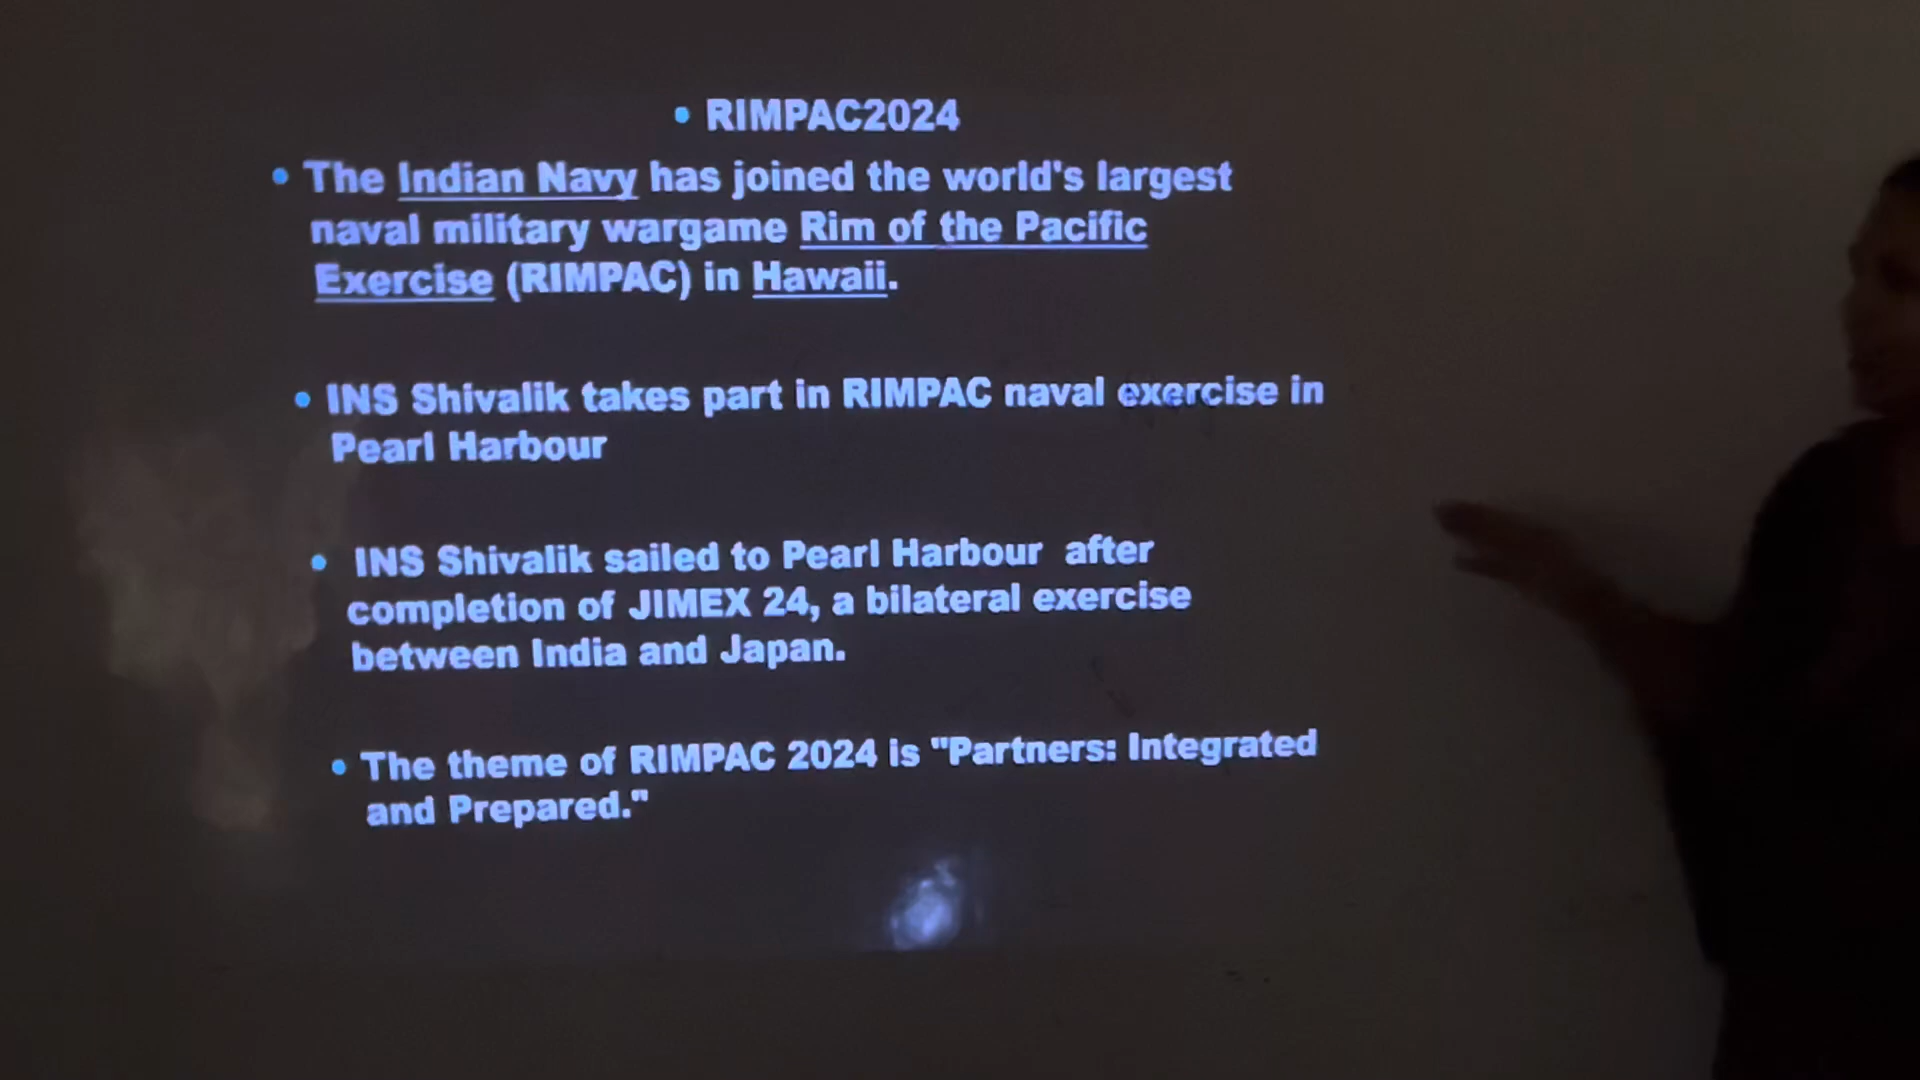 • RIMPAC2024
• The Indian Navy has joined the world's largest
naval military wargame Rim of the Pacific
Exercise (RIMPAC) in Hawaii.
• INS Shivalik takes part in RIMPAC naval exercise in
Pearl Harbour
• INS Shivalik sailed to Pearl Harbour after
completion of JIMEX 24, a bilateral exercise
between India and Japan.
• The theme of RIMPAC 2024 is "Partners: Integrated
and Prepared."